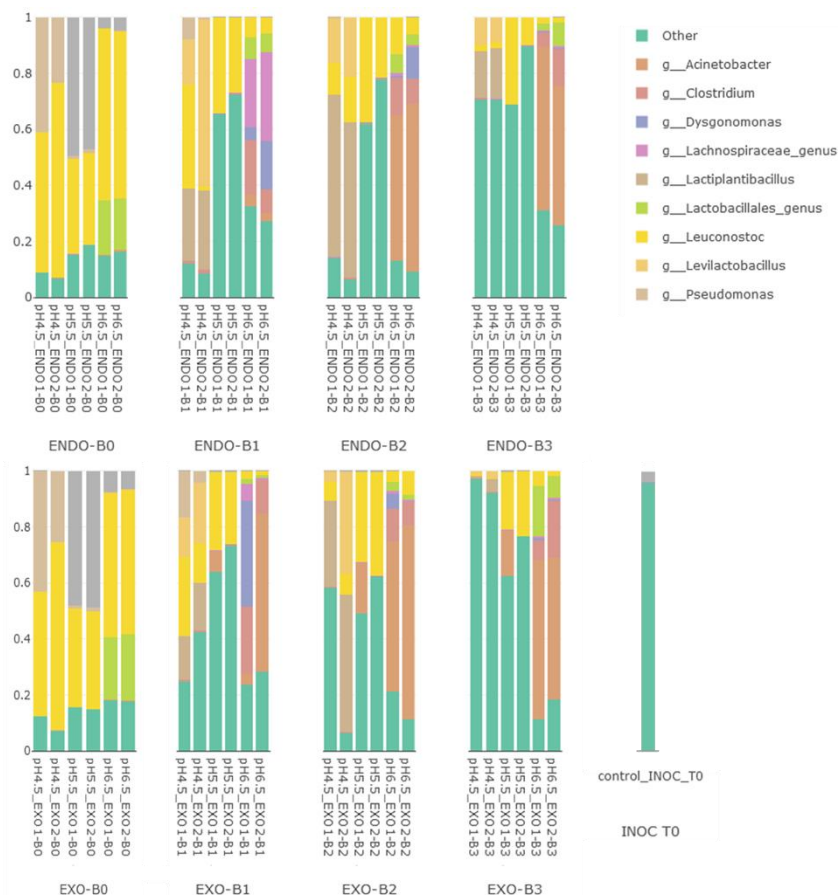 1
0.8
0.6
0.4
0.2
0
pH4.5_ENDO1-B0
pH4.5_ENDO2-B0
pH5.5_ENDO1-B0
pH5.5_ENDO2-B0
pH6.5_ENDO1-B0
pH6.5_ENDO2-B0
ENDO-B0
pH4.5_ENDO1-B1
pH4.5_ENDO2-B1
pH5.5_ENDO1-B1
pH5.5_ENDO2-B1
pH6.5_ENDO1-B1
pH6.5_ENDO2-B1
ENDO-B1
pH4.5_ENDO1-B2
pH4.5_ENDO2-B2
pH5.5_ENDO1-B2
pH5.5_ENDO2-B2
pH6.5_ENDO1-B2
pH6.5_ENDO2-B2
ENDO-B2
pH4.5_ENDO1-B3
pH4.5_ENDO2-B3
pH5.5_ENDO1-B3
pH5.5_ENDO2-B3
pH6.5_ENDO1-B3
pH6.5_ENDO2-B3
ENDO-B3
Other
g__Acinetobacter
g__Clostridium
g__Dysgonomonas
g__Lachnospiraceae_genus
g__Lactiplantibacillus
g__Lactobacillales_genus
g__Leuconostoc
g__Levilactobacillus
g__Pseudomonas
1
0.8
0.6
0.4
0.2
0
pH4.5_EXO1-B0
pH4.5_EXO2-B0
pH5.5_EXO1-B0
pH5.5_EXO2-B0
pH6.5_EXO1-B0
pH6.5_EXO2-B0
EXO-B0
pH4.5_EXO1-B1
pH4.5_EXO2-B1
pH5.5_EXO1-B1
pH5.5_EXO2-B1
pH6.5_EXO1-B1
pH6.5_EXO2-B1
EXO-B1
pH4.5_EXO1-B2
pH4.5_EXO2-B2
pH5.5_EXO1-B2
pH5.5_EXO2-B2
pH6.5_EXO1-B2
pH6.5_EXO2-B2
EXO-B2
pH4.5_EXO1-B3
pH4.5_EXO2-B3
pH5.5_EXO1-B3
pH5.5_EXO2-B3
pH6.5_EXO1-B3
pH6.5_EXO2-B3
EXO-B3
control_INOC_T0
INOC T0